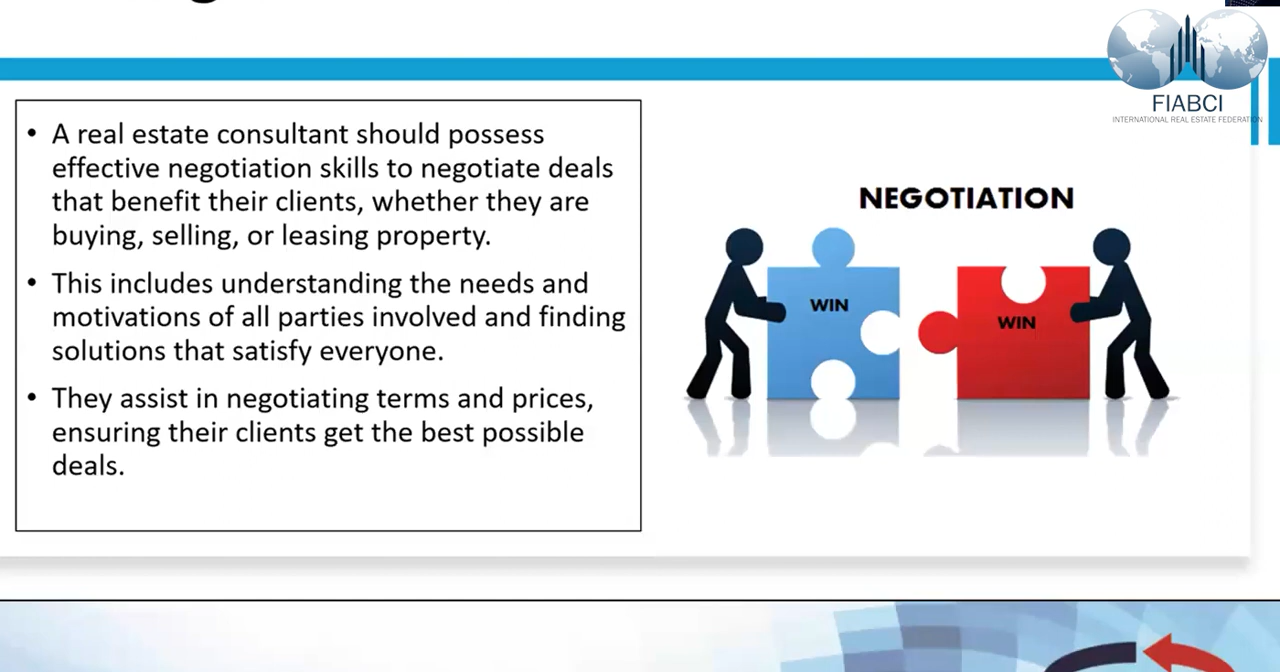 FIABCI
INTERNATIONAL REAL ESTATE FEDERATION
• A real estate consultant should possess
effective negotiation skills to negotiate deals
that benefit their clients, whether they are
buying, selling, or leasing property.
• This includes understanding the needs and
motivations of all parties involved and finding
solutions that satisfy everyone.
• They assist in negotiating terms and prices,
ensuring their clients get the best possible
deals.
NEGOTIATION
WIN
WIN